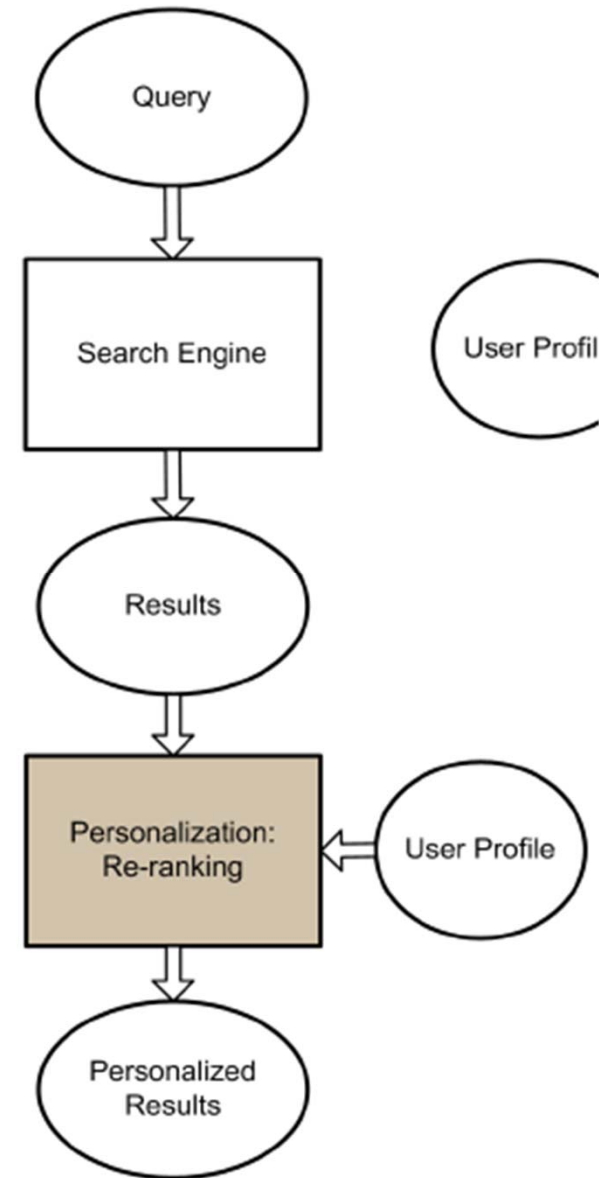 Query
Search Engine
User Profil
Results
Personalization:
Re-ranking
User Profile
Personalized
Results